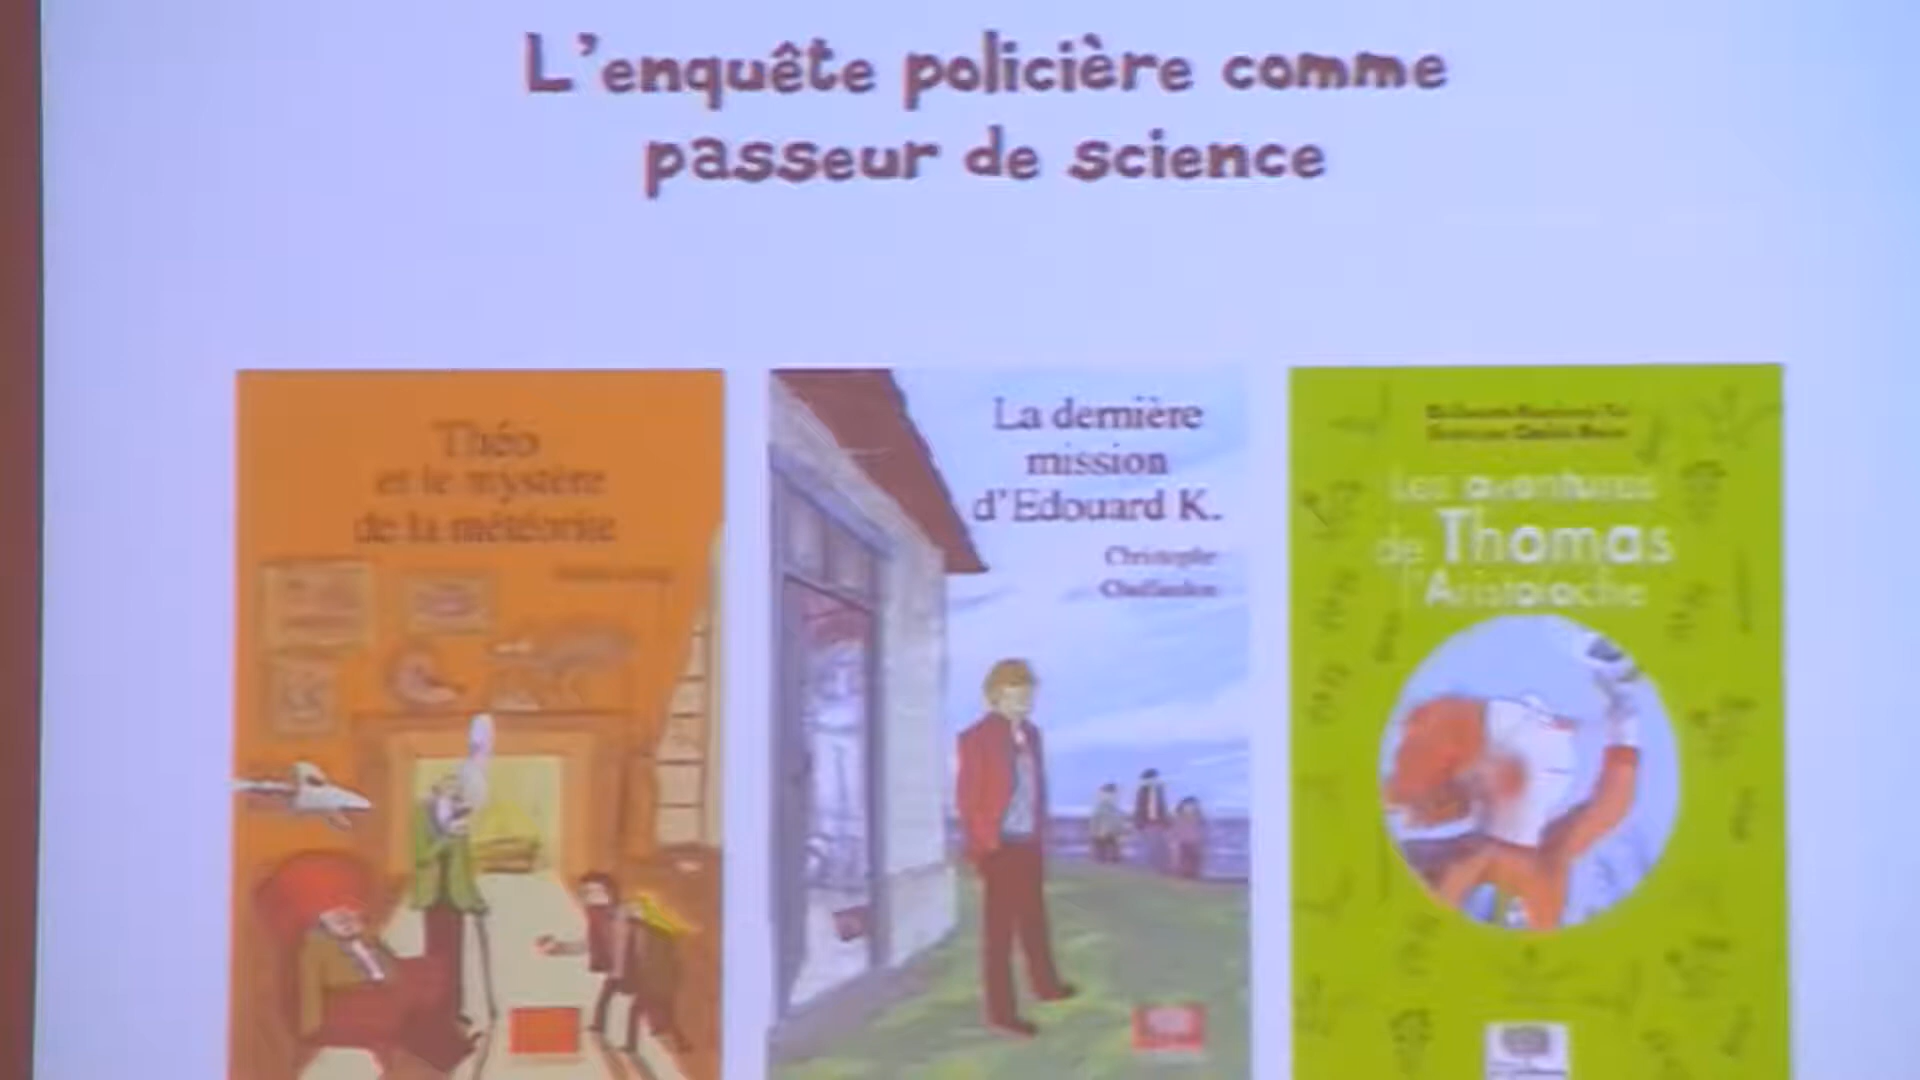 L'enquête policière comme
passeur de science
Théo
et le mystère
de la météorite
La dernière
mission
d'Edouard K.
Christophe
Les aventures
de Thomas
l'Aristoloche